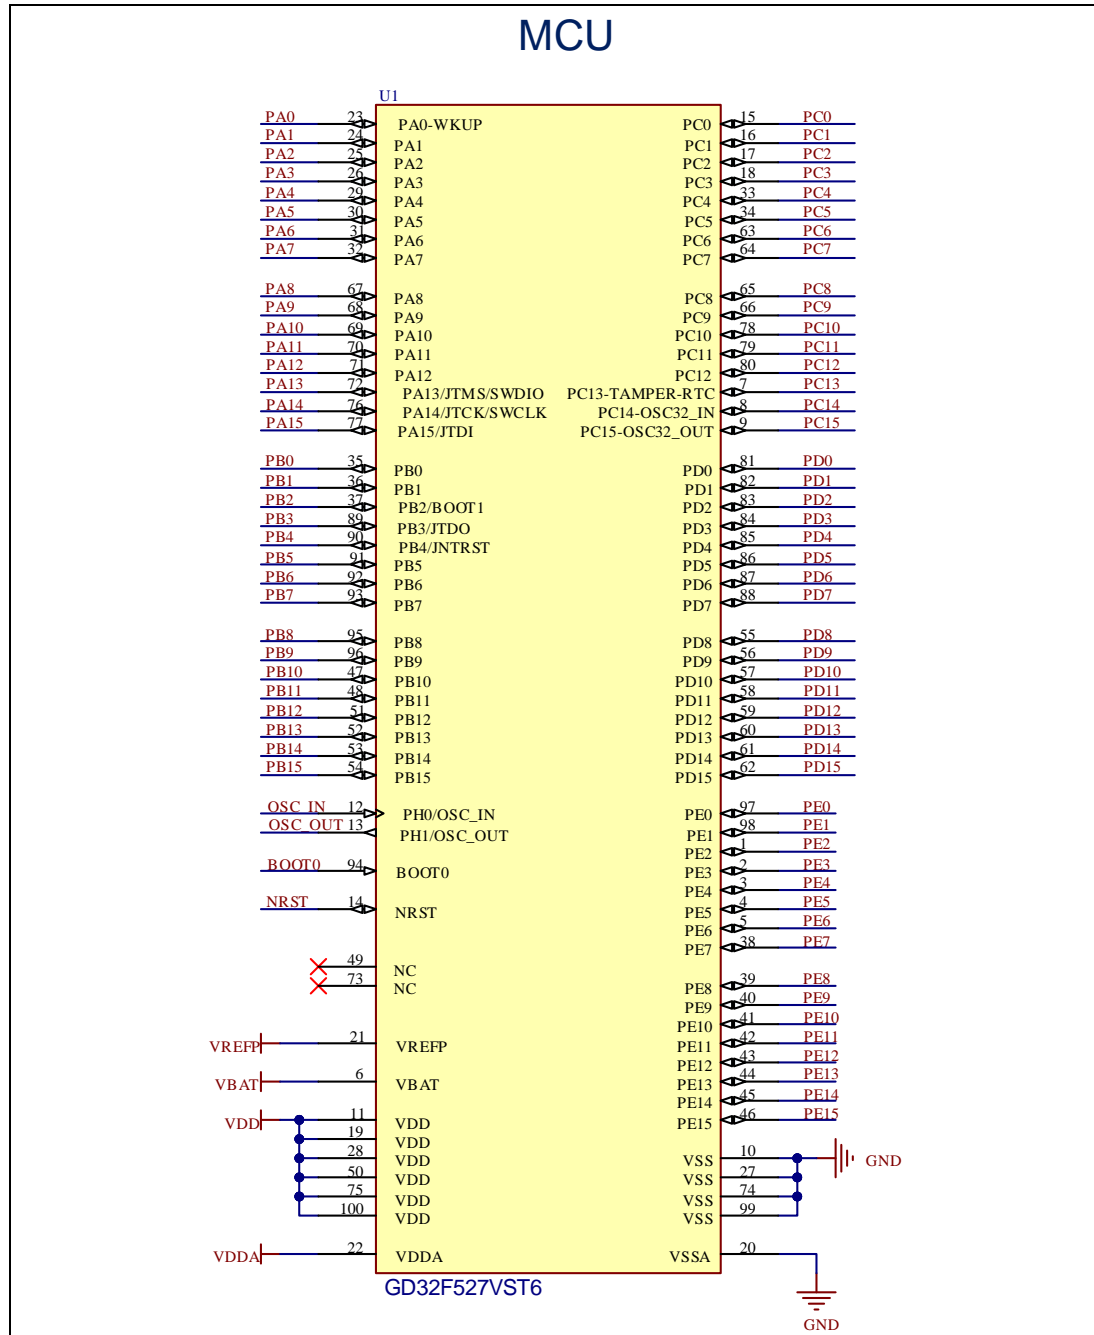 MCU
U1
PA0 23 PA0-WKUP PC0 15 PC0
PA1 24 PA1 PC1 16 PC1
PA2 25 PA2 PC2 17 PC2
PA3 26 PA3 PC3 18 PC3
PA4 29 PA4 PC4 33 PC4
PA5 30 PA5 PC5 34 PC5
PA6 31 PA6 PC6 63 PC6
PA7 32 PA7 PC7 64 PC7
PA8 67 PA8 PC8 65 PC8
PA9 68 PA9 PC9 66 PC9
PA10 69 PA10 PC10 78 PC10
PA11 70 PA11 PC11 79 PC11
PA12 71 PA12 PC12 80 PC12
PA13 72 PA13/JTMS/SWDIO PC13-TAMPER-RTC 7 PC13
PA14 76 PA14/JTCK/SWCLK PC14-OSC32_IN 8 PC14
PA15 77 PA15/JTDI PC15-OSC32_OUT 9 PC15
PB0 35 PB0 PD0 81 PD0
PB1 36 PB1 PD1 82 PD1
PB2 37 PB2/BOOT1 PD2 83 PD2
PB3 89 PB3/JTDO PD3 84 PD3
PB4 90 PB4/JNTRST PD4 85 PD4
PB5 91 PB5 PD5 86 PD5
PB6 92 PB6 PD6 87 PD6
PB7 93 PB7 PD7 88 PD7
PB8 95 PB8 PD8 55 PD8
PB9 96 PB9 PD9 56 PD9
PB10 47 PB10 PD10 57 PD10
PB11 48 PB11 PD11 58 PD11
PB12 51 PB12 PD12 59 PD12
PB13 52 PB13 PD13 60 PD13
PB14 53 PB14 PD14 61 PD14
PB15 54 PB15 PD15 62 PD15
OSC_IN 12 PH0/OSC_IN PE0 97 PE0
OSC_OUT 13 PH1/OSC_OUT PE1 98 PE1
PE2 1 PE2
BOOT0 94 BOOT0 PE3 2 PE3
PE4 3 PE4
NRST 14 NRST PE5 4 PE5
PE6 5 PE6
PE7 38 PE7
49 NC
73 NC PE8 39 PE8
PE9 40 PE9
PE10 41 PE10
VREFP 21 VREFP PE11 42 PE11
PE12 43 PE12
VBAT 6 VBAT PE13 44 PE13
PE14 45 PE14
VDD 11 VDD PE15 46 PE15
19 VDD
28 VDD VSS 10 GND
50 VDD VSS 27
75 VDD VSS 74
100 VDD VSS 99
VDDA 22 VDDA VSSA 20
GD32F527VST6
GND